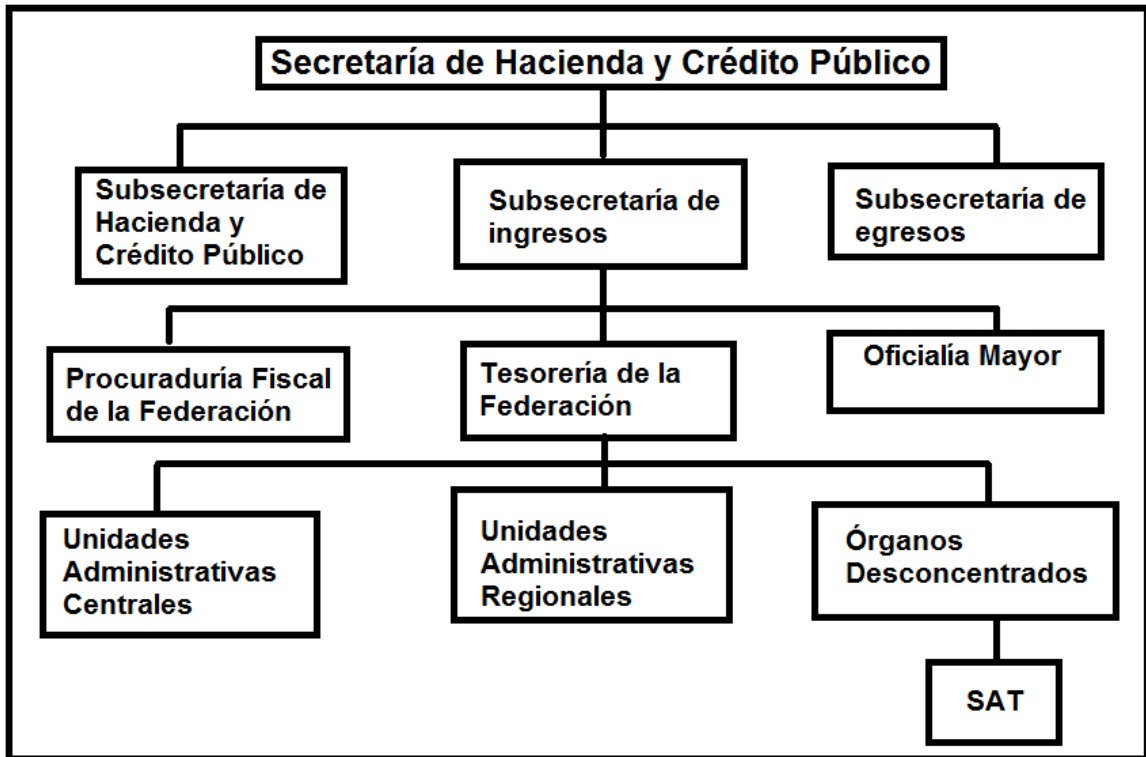 Secretaría de Hacienda y Crédito Público
Subsecretaría de
Hacienda y
Crédito Público
Subsecretaría de
ingresos
Subsecretaría de
egresos
Procuraduría Fiscal
de la Federación
Tesorería de la
Federación
Oficialía Mayor
Unidades
Administrativas
Centrales
Unidades
Administrativas
Regionales
Órganos
Desconcentrados
SAT